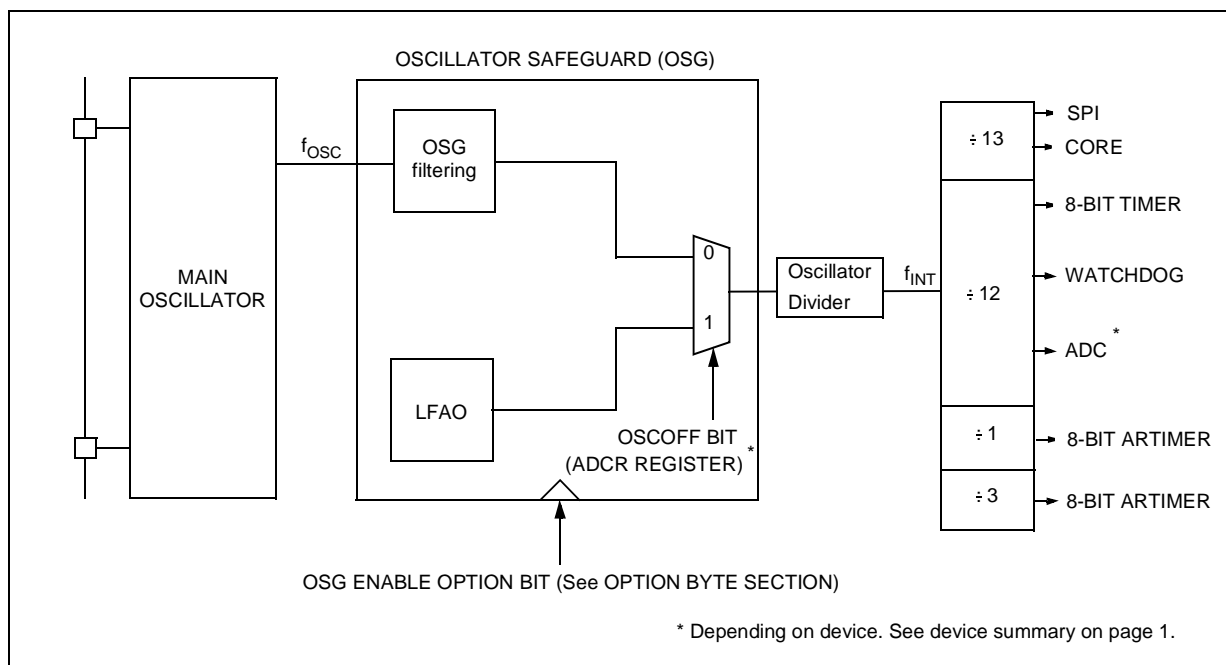 OSCILLATOR SAFEGUARD (OSG)
MAIN
OSCILLATOR
fOSC
OSG
filtering
LFAO
0
1
OSCOFF BIT
(ADCR REGISTER) *
Oscillator
Divider
fINT
÷ 13
÷ 12
÷ 1
÷ 3
SPI
CORE
8-BIT TIMER
WATCHDOG
ADC *
8-BIT ARTIMER
8-BIT ARTIMER
OSG ENABLE OPTION BIT (See OPTION BYTE SECTION)
* Depending on device. See device summary on page 1.